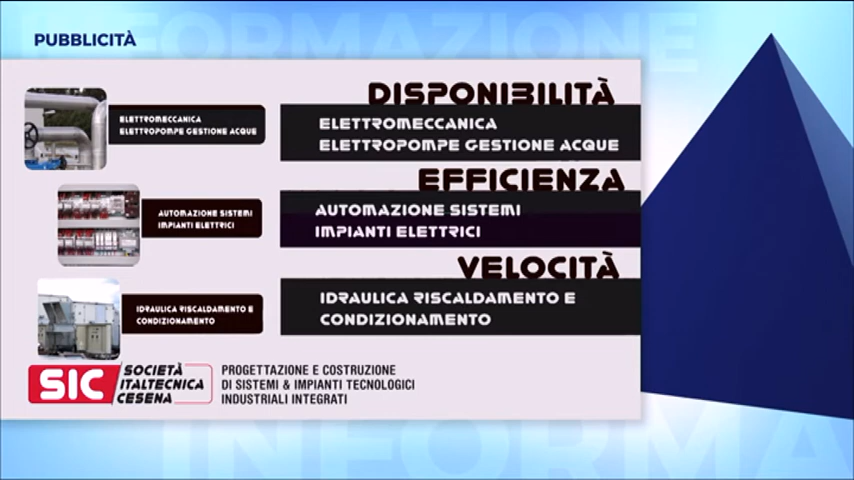 INFORMAZIONE
PUBBLICITÀ
DISPONIBILITÀ
ELETTROMECCANICA
ELETTROPOMPE GESTIONE ACQUE
ELETTROMECCANICA
ELETTROPOMPE GESTIONE ACQUE
EFFICIENZA
AUTOMAZIONE SISTEMI
IMPIANTI ELETTRICI
AUTOMAZIONE SISTEMI
IMPIANTI ELETTRICI
VELOCITÀ
IDRAULICA RISCALDAMENTO E
CONDIZIONAMENTO
IDRAULICA RISCALDAMENTO E
CONDIZIONAMENTO
SIC
SOCIETÀ
ITALTECNICA
CESENA
PROGETTAZIONE E COSTRUZIONE
DI SISTEMI & IMPIANTI TECNOLOGICI
INDUSTRIALI INTEGRATI
INFORMA